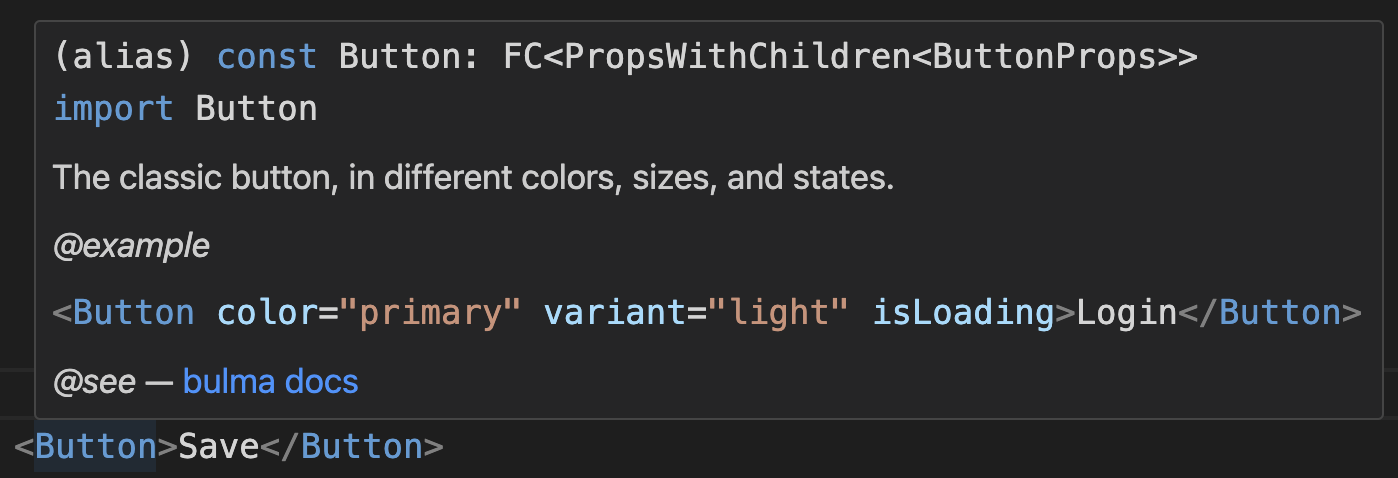 (alias) const Button: FC<PropsWithChildren<ButtonProps>>
import Button
The classic button, in different colors, sizes, and states.
@example
<Button color="primary" variant="light" isLoading>Login</Button>
@see — bulma docs
<Button>Save</Button>